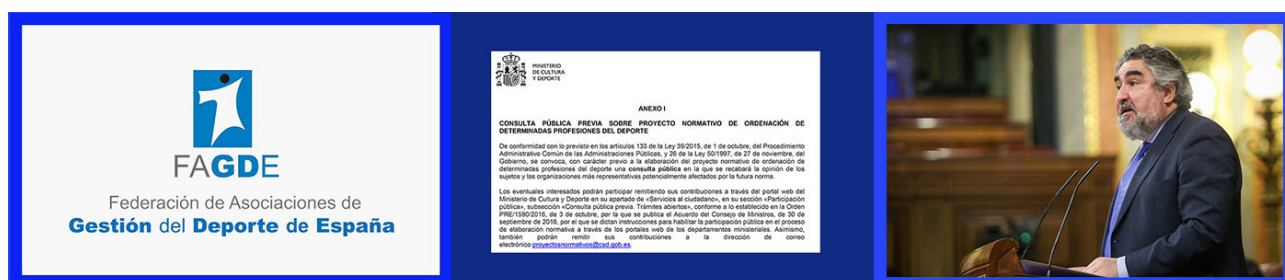 FAGDE
Federación de Asociaciones de
Gestión del Deporte de España
MINISTERIO
DE CULTURA
Y DEPORTE
ANEXO I
CONSULTA PÚBLICA PREVIA SOBRE PROYECTO NORMATIVO DE ORDENACIÓN DE
DETERMINADAS PROFESIONES DEL DEPORTE
De conformidad con lo previsto en los artículos 133 de la Ley 39/2015, de 1 de octubre, del Procedimiento
Administrativo Común de las Administraciones Públicas, y 26 de la Ley 50/1997, de 27 de noviembre, del
Gobierno, se convoca, con carácter previo a la elaboración del proyecto normativo de ordenación de
determinadas profesiones del deporte una consulta pública en la que se recabará la opinión de los
sujetos y las organizaciones más representativas potencialmente afectados por la futura norma.
Los eventuales interesados podrán participar remitiendo sus contribuciones a través del portal web del
Ministerio de Cultura y Deporte en su apartado de «Servicios al ciudadano», en su sección «Participación
pública», subsección «Consulta pública previa. Trámites abiertos», conforme a lo establecido en la Orden
PRE/1590/2016, de 3 de octubre, por la que se publica el Acuerdo del Consejo de Ministros, de 30 de
septiembre de 2016, por el que se dictan instrucciones para habilitar la participación pública en el proceso
de elaboración normativa a través de los portales web de los departamentos ministeriales. Asimismo,
también podrán remitir sus contribuciones a la dirección de correo
electrónico proyectosnormativos@csd.gob.es.